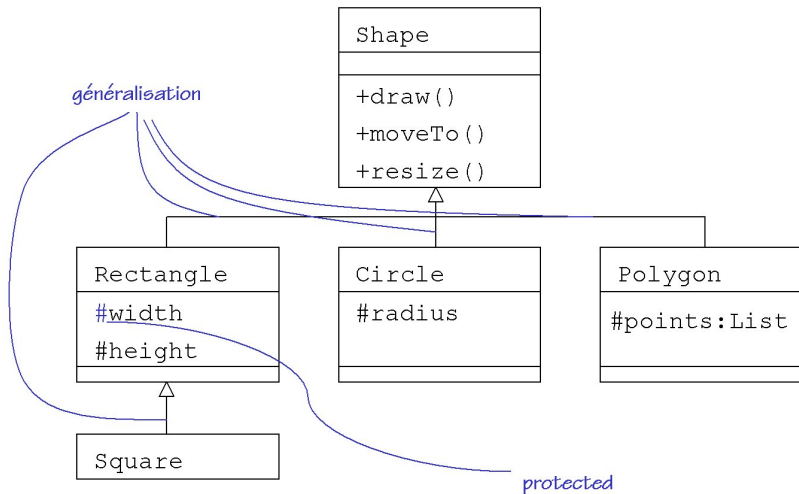 Shape
généralisation
+draw()
+moveTo()
+resize()
Rectangle
#width
#height
Circle
#radius
Polygon
#points:List
Square
protected